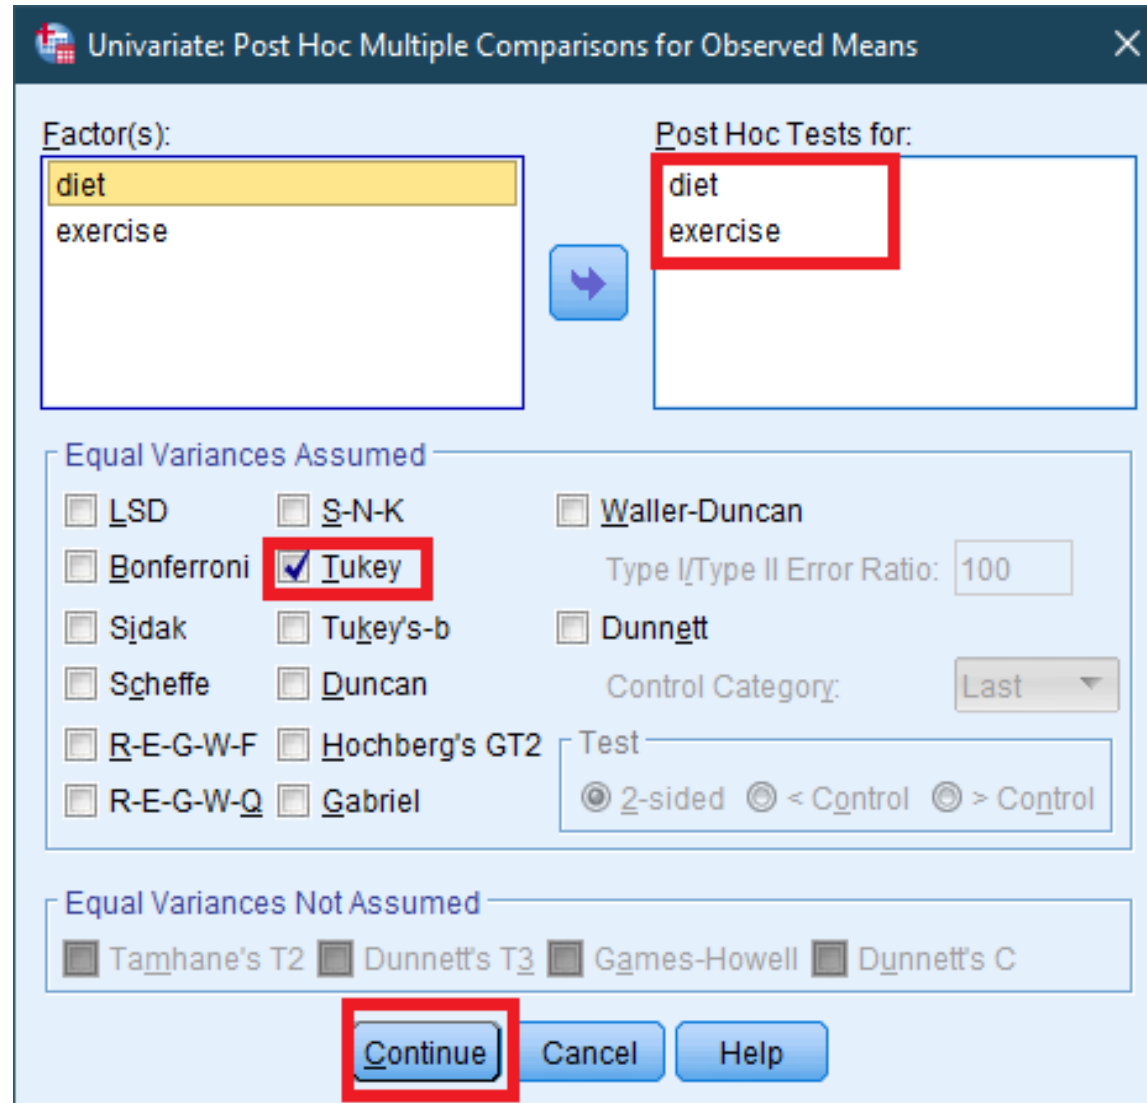 Univariate: Post Hoc Multiple Comparisons for Observed Means
Factor(s):
diet
exercise
Post Hoc Tests for:
diet
exercise
Equal Variances Assumed
LSD S-N-K Waller-Duncan
Bonferroni Tukey Type I/Type II Error Ratio: 100
Sidak Tukey's-b Dunnett
Scheffe Duncan Control Category: Last
R-E-G-W-F Hochberg's GT2 Test
R-E-G-W-Q Gabriel 2-sided < Control > Control
Equal Variances Not Assumed
Tamhane's T2 Dunnett's T3 Games-Howell Dunnett's C
Continue Cancel Help